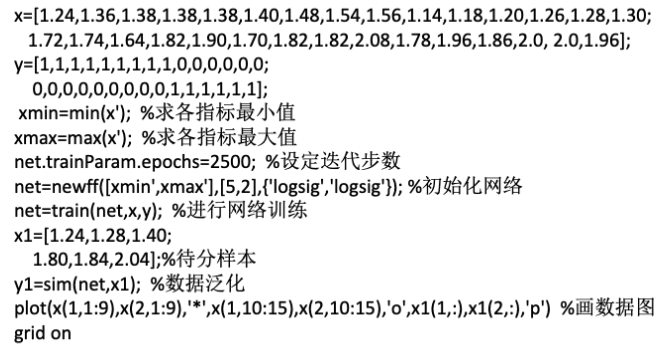 x=[1.24,1.36,1.38,1.38,1.38,1.40,1.48,1.54,1.56,1.14,1.18,1.20,1.26,1.28,1.30;
1.72,1.74,1.64,1.82,1.90,1.70,1.82,1.82,2.08,1.78,1.96,1.86,2.0, 2.0,1.96];
y=[1,1,1,1,1,1,1,1,1,0,0,0,0,0,0;
0,0,0,0,0,0,0,0,0,1,1,1,1,1,1];
xmin=min(x'); %求各指标最小值
xmax=max(x'); %求各指标最大值
net.trainParam.epochs=2500; %设定迭代步数
net=newff([xmin',xmax'],[5,2],{'logsig','logsig'}); %初始化网络
net=train(net,x,y); %进行网络训练
x1=[1.24,1.28,1.40;
1.80,1.84,2.04];%待分样本
y1=sim(net,x1); %数据泛化
plot(x(1,1:9),x(2,1:9),'*',x(1,10:15),x(2,10:15),'o',x1(1,:),x1(2,:),'p') %画数据图
grid on